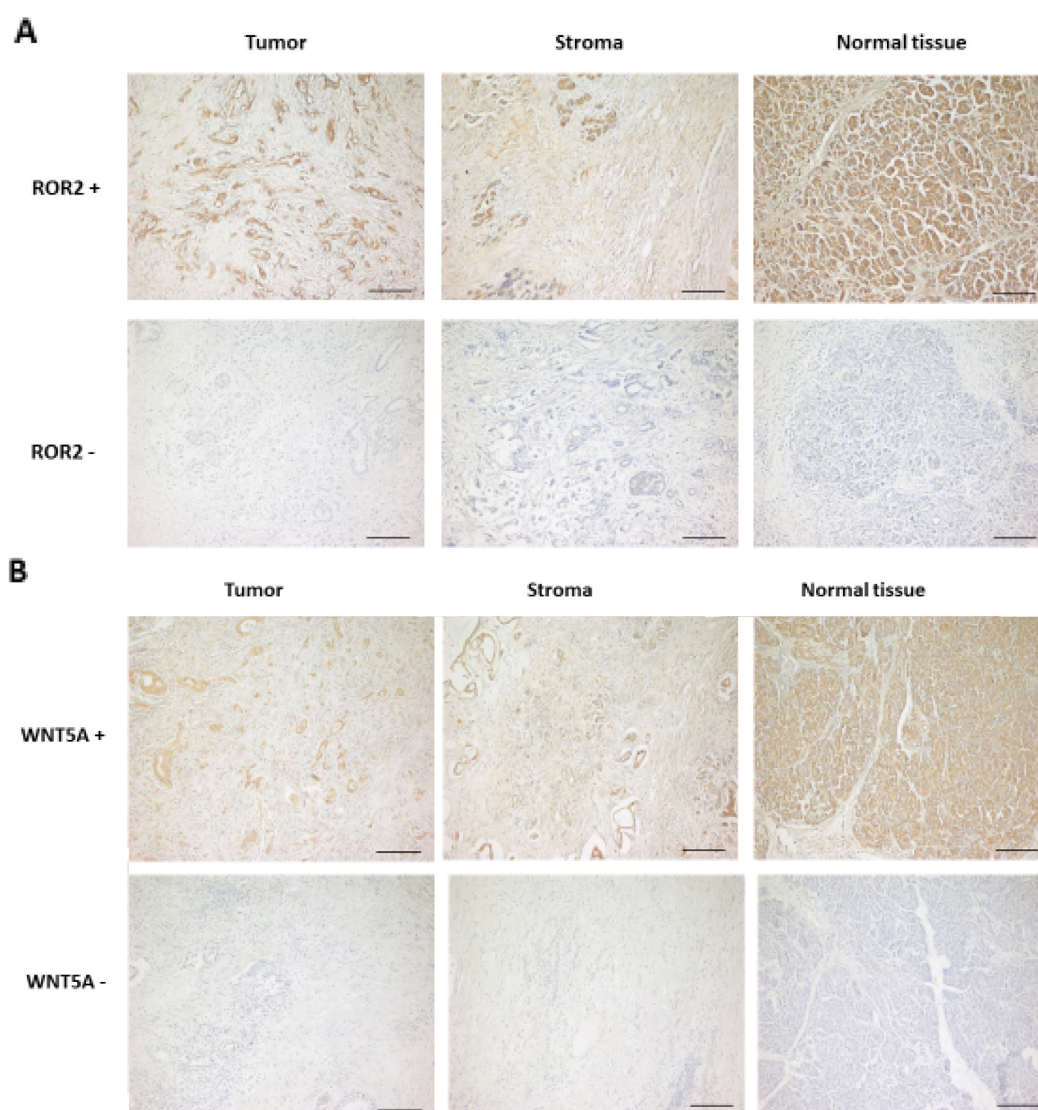 A
Tumor Stroma Normal tissue
ROR2 +
ROR2 -
B
Tumor Stroma Normal tissue
WNT5A +
WNT5A -